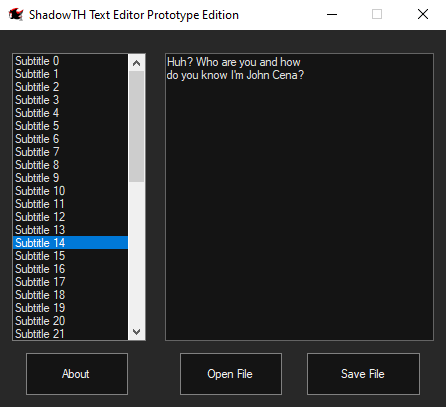 ShadowTH Text Editor Prototype Edition
Subtitle 0
Subtitle 1
Subtitle 2
Subtitle 3
Subtitle 4
Subtitle 5
Subtitle 6
Subtitle 7
Subtitle 8
Subtitle 9
Subtitle 10
Subtitle 11
Subtitle 12
Subtitle 13
Subtitle 14
Subtitle 15
Subtitle 16
Subtitle 17
Subtitle 18
Subtitle 19
Subtitle 20
Subtitle 21
Huh? Who are you and how
do you know I'm John Cena?
About
Open File
Save File